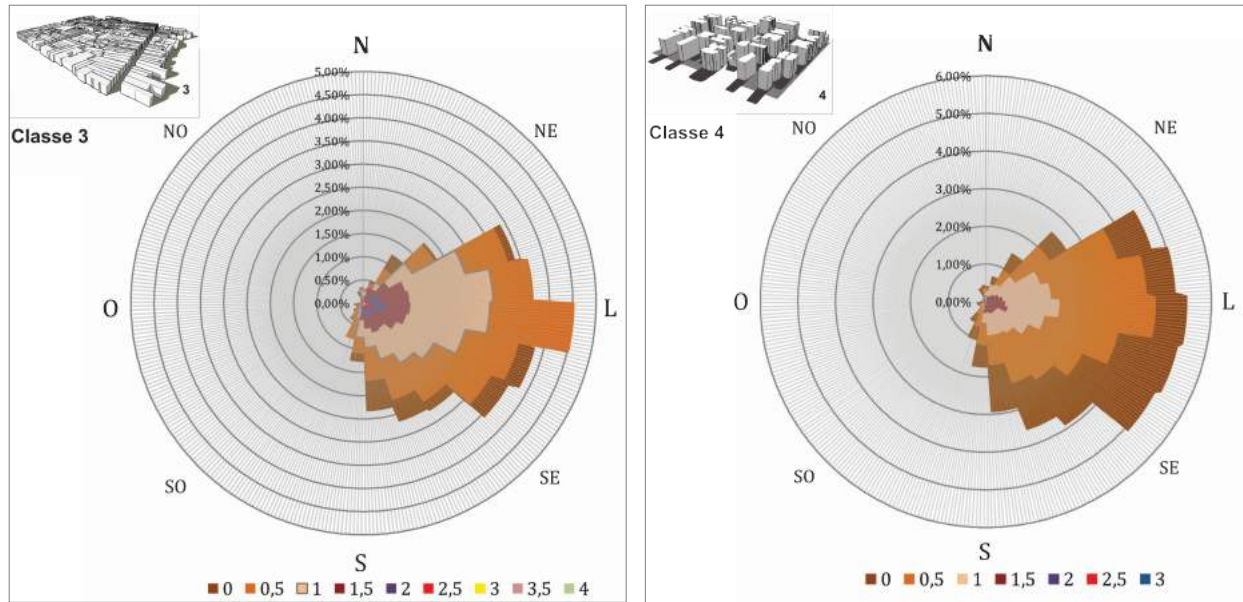 3
Classe 3
N
NO
NE
5,00%
4,50%
4,00%
3,50%
3,00%
2,50%
2,00%
1,50%
1,00%
0,50%
0,00%
O
L
SO
SE
S
0 0,5 1 1,5 2 2,5 3 3,5 4
4
Classe 4
N
NO
NE
6,00%
5,00%
4,00%
3,00%
2,00%
1,00%
0,00%
O
L
SO
SE
S
0 0,5 1 1,5 2 2,5 3